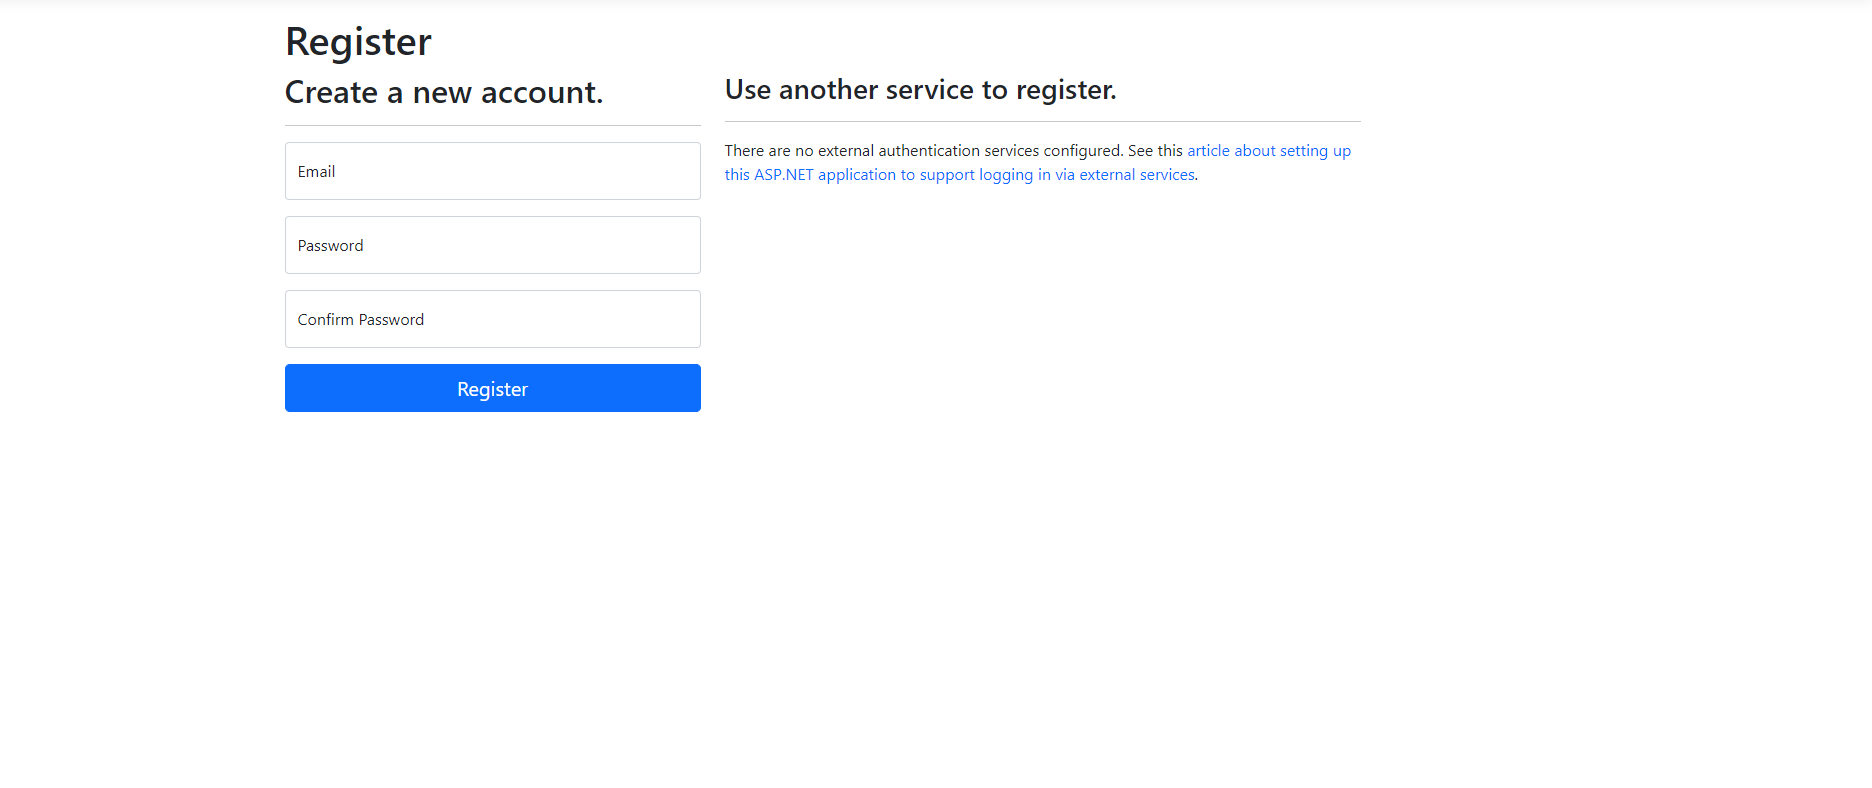 Register
Create a new account.
Email
Password
Confirm Password
Register
Use another service to register.
There are no external authentication services configured. See this article about setting up
this ASP.NET application to support logging in via external services.